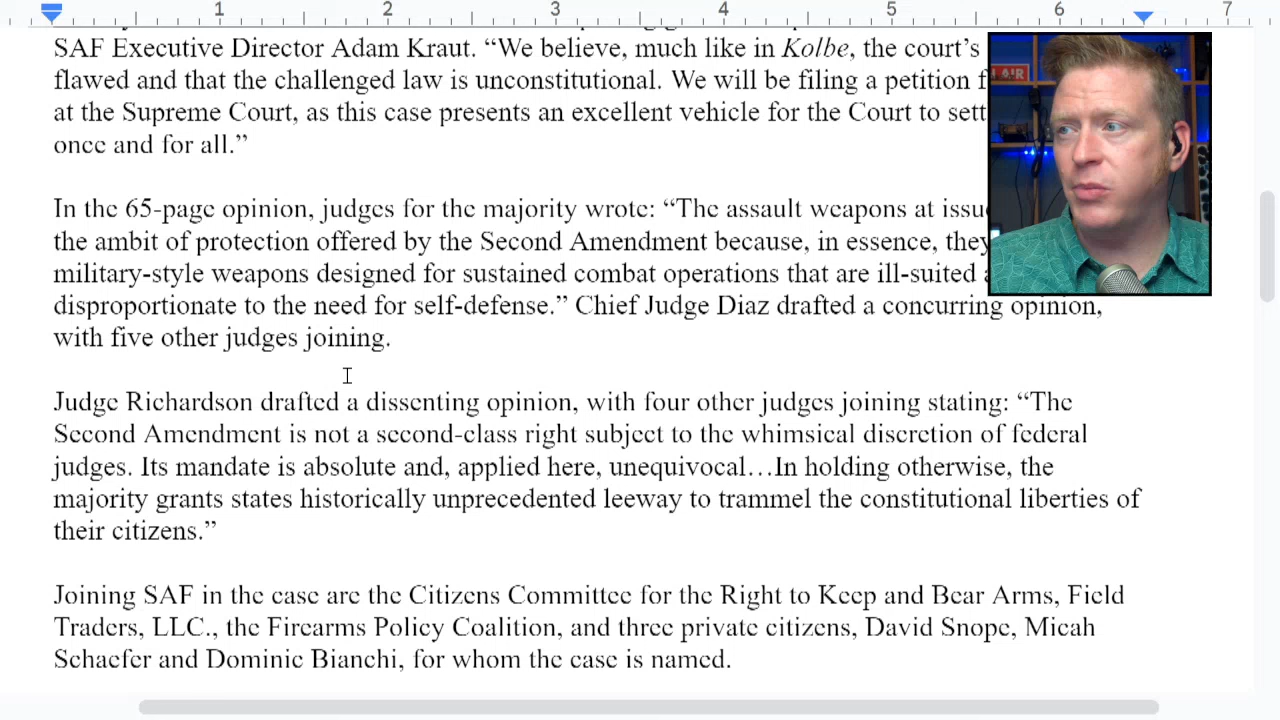 1 2 3 4 5 6 7
SAF Executive Director Adam Kraut. “We believe, much like in Kolbe, the court’s
flawed and that the challenged law is unconstitutional. We will be filing a petition
at the Supreme Court, as this case presents an excellent vehicle for the Court to
once and for all.”
In the 65-page opinion, judges for the majority wrote: “The assault weapons at
the ambit of protection offered by the Second Amendment because, in essence, they
military-style weapons designed for sustained combat operations that are ill-suited
disproportionate to the need for self-defense.” Chief Judge Diaz drafted a concurring opinion,
with five other judges joining.
Judge Richardson drafted a dissenting opinion, with four other judges joining stating: “The
Second Amendment is not a second-class right subject to the whimsical discretion of federal
judges. Its mandate is absolute and, applied here, unequivocal…In holding otherwise, the
majority grants states historically unprecedented leeway to trammel the constitutional liberties of
their citizens.”
Joining SAF in the case are the Citizens Committee for the Right to Keep and Bear Arms, Field
Traders, LLC., the Firearms Policy Coalition, and three private citizens, David Snope, Micah
Schaefer and Dominic Bianchi, for whom the case is named.